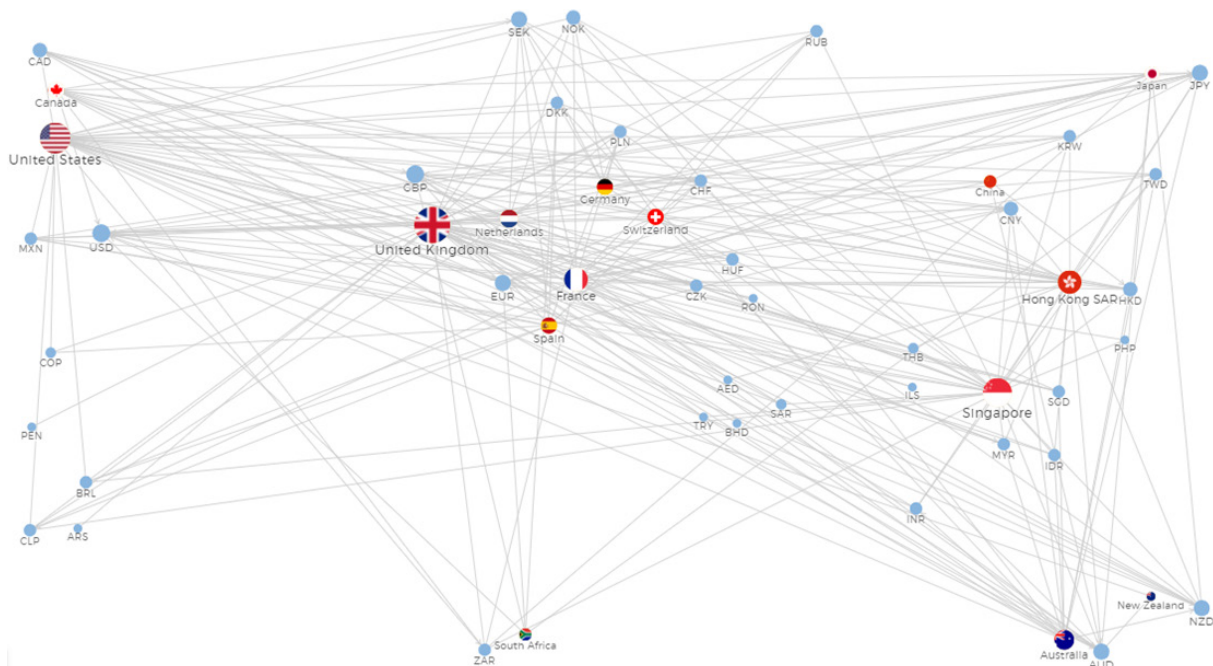 SEK
NOK
RUB
CAD
Canada
Japan
JPY
DKK
PLN
KRW
United States
GBP
Germany
CHF
China
TWD
CNY
MXN
USD
United Kingdom
Netherlands
Switzerland
HUF
EUR
France
CZK
RON
Hong Kong SAR
HKD
Spain
PHP
COP
THB
AED
ILS
SAR
SGD
Singapore
PEN
TRY
BHD
MYR
IDR
BRL
INR
CLP
ARS
New Zealand
NZD
South Africa
ZAR
Australia
AUD